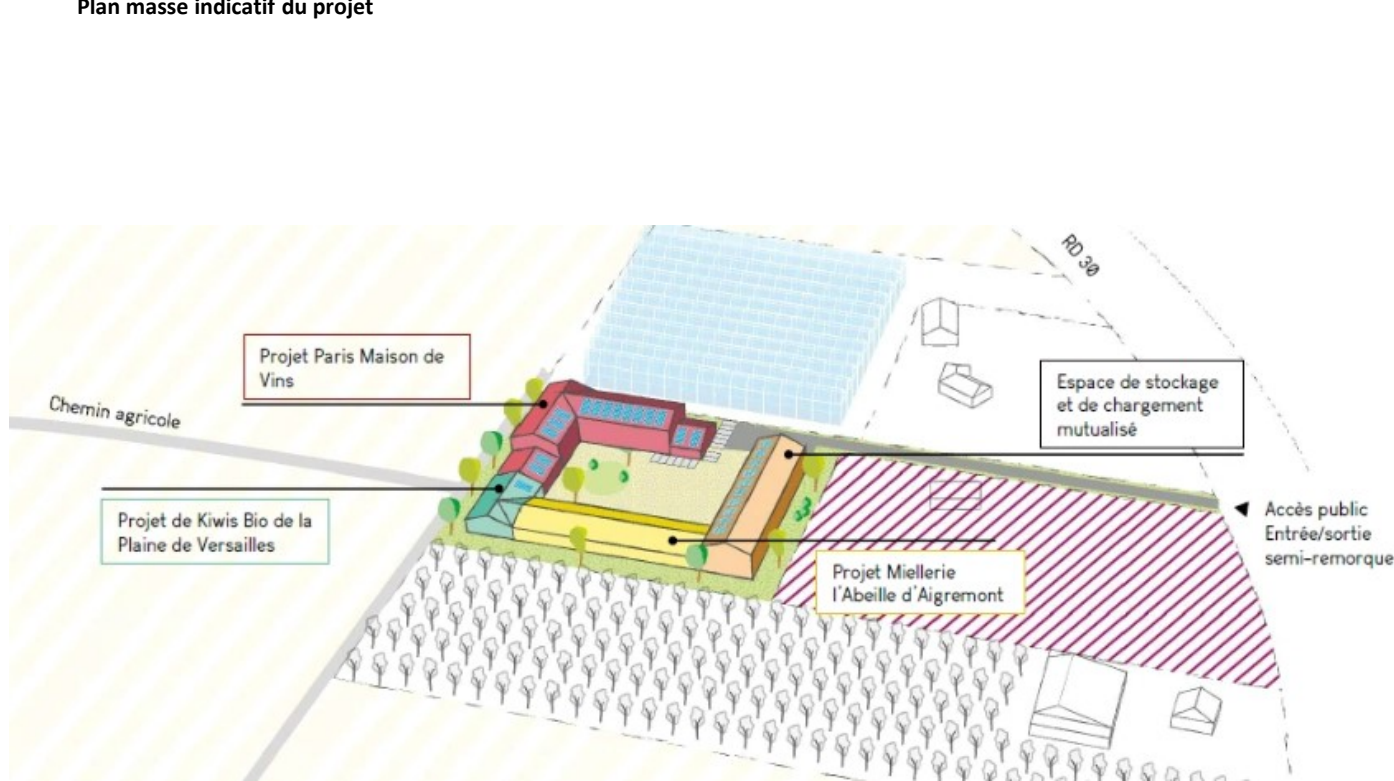 Plan masse indicatif du projet
RD 30
Projet Paris Maison de
Vins
Espace de stockage
et de chargement
mutualisé
Chemin agricole
Projet de Kiwis Bio de la
Plaine de Versailles
Accès public
Entrée/sortie
semi-remorque
Projet Miellerie
l'Abeille d'Aigremont